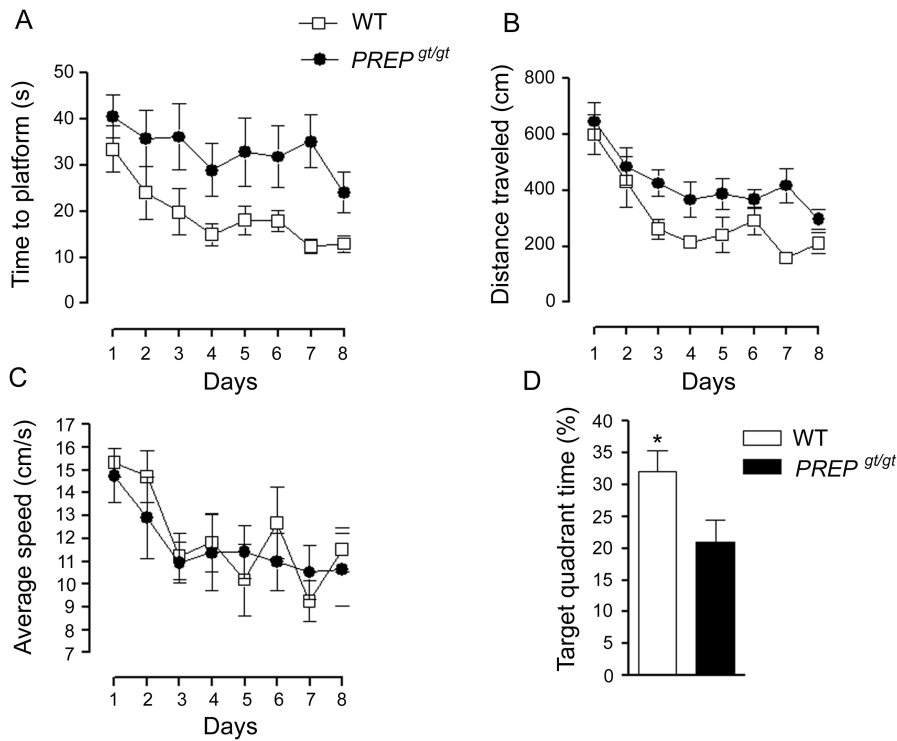 A
WT
PREP gt/gt
Time to platform (s)
50
40
30
20
10
0
1 2 3 4 5 6 7 8
Days
B
Distance traveled (cm)
800
600
400
200
0
1 2 3 4 5 6 7 8
Days
C
Average speed (cm/s)
17
16
15
14
13
12
11
10
9
8
7
1 2 3 4 5 6 7 8
Days
D
Target quadrant time (%)
40
35
30
25
20
15
10
5
0
*
WT
PREP gt/gt